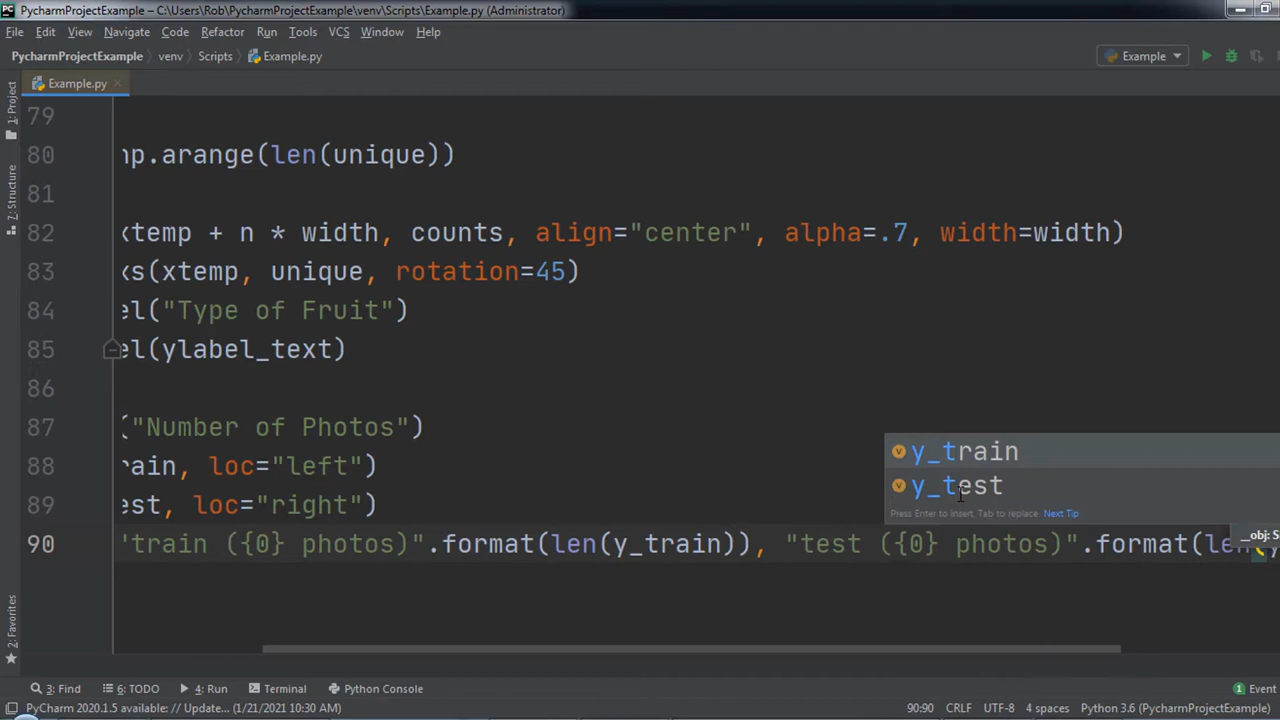 PC PycharmProjectExample – C:\Users\Rob\PycharmProjectExample\venv\Scripts\Example.py (Administrator)
File Edit View Navigate Code Refactor Run Tools VCS Window Help
PycharmProjectExample venv Scripts Example.py Example
1: Project
7: Structure
2: Favorites
Example.py
79
80 np.arange(len(unique))
81
82 xtemp + n * width, counts, align="center", alpha=.7, width=width)
83 ks(xtemp, unique, rotation=45)
84 el("Type of Fruit")
85 el(ylabel_text)
86
87 ("Number of Photos")
88 rain, loc="left")
89 est, loc="right")
90 "train ({0} photos)".format(len(y_train)), "test ({0} photos)".format(len(y
y_train
y_test
Press Enter to insert, Tab to replace Next Tip
__obj: S
3: Find 6: TODO 4: Run Terminal Python Console 1 Event
PyCharm 2020.1.5 available: // Update... (1/21/2021 10:30 AM) 90:90 CRLF UTF-8 4 spaces Python 3.6 (PycharmProjectExample)